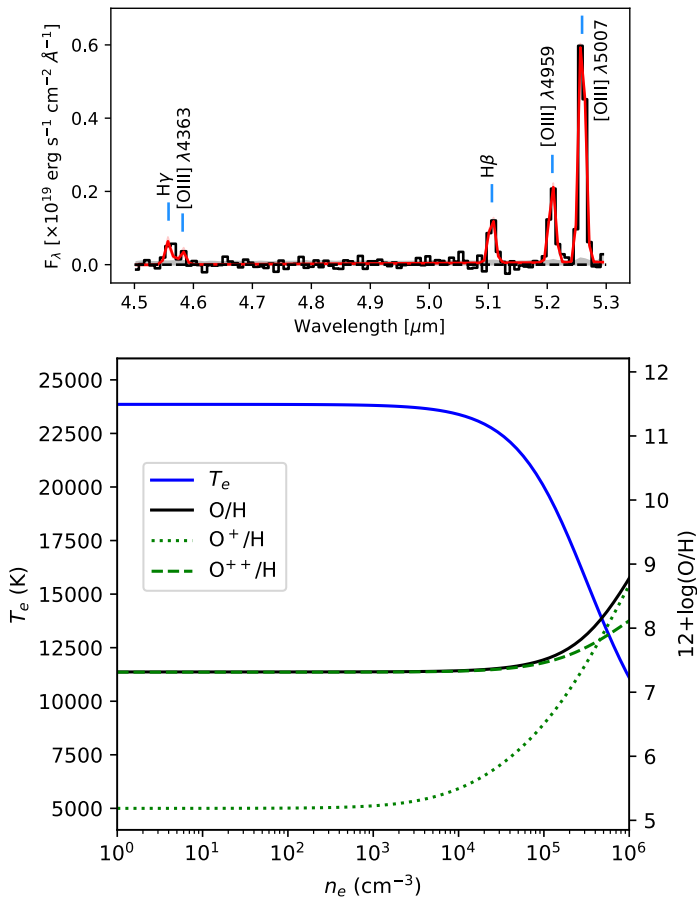 Hγ
[OIII] λ4363
Hβ
[OIII] λ4959
[OIII] λ5007
F_λ [×10^19 erg s^−1 cm^−2 Å^−1]
0.6
0.4
0.2
0.0
4.5 4.6 4.7 4.8 4.9 5.0 5.1 5.2 5.3
Wavelength [μm]
T_e (K)
25000
22500
20000
17500
15000
12500
10000
7500
5000
T_e
O/H
O^+/H
O^++/H
12
11
10
9
8
7
6
5
12+log(O/H)
10^0 10^1 10^2 10^3 10^4 10^5 10^6
n_e (cm^−3)